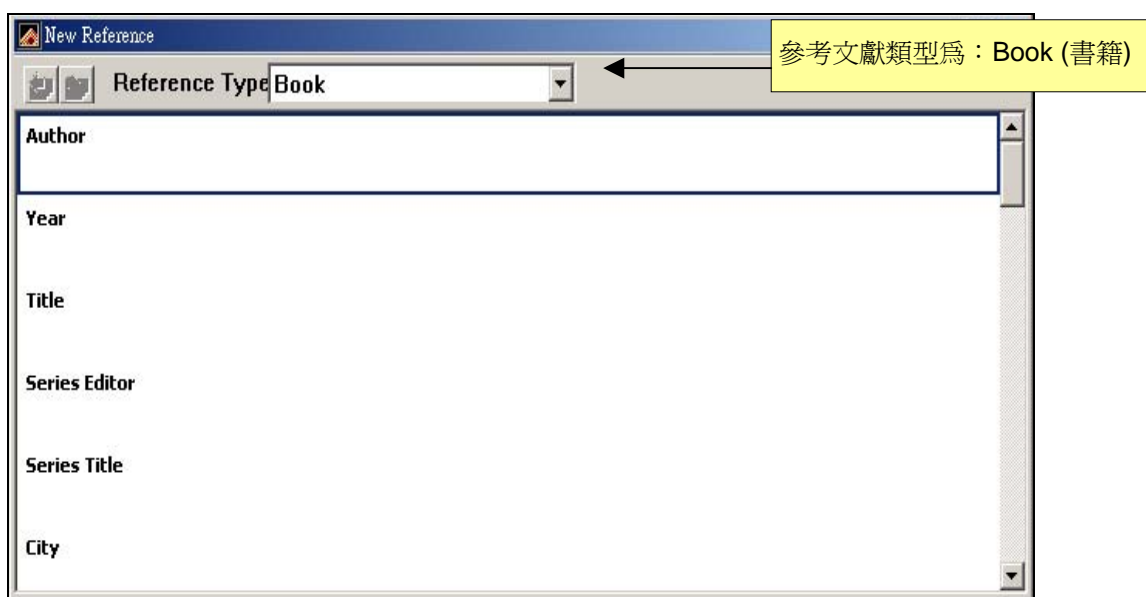 New Reference
參考文獻類型為：Book (書籍)
Reference Type Book
Author
Year
Title
Series Editor
Series Title
City